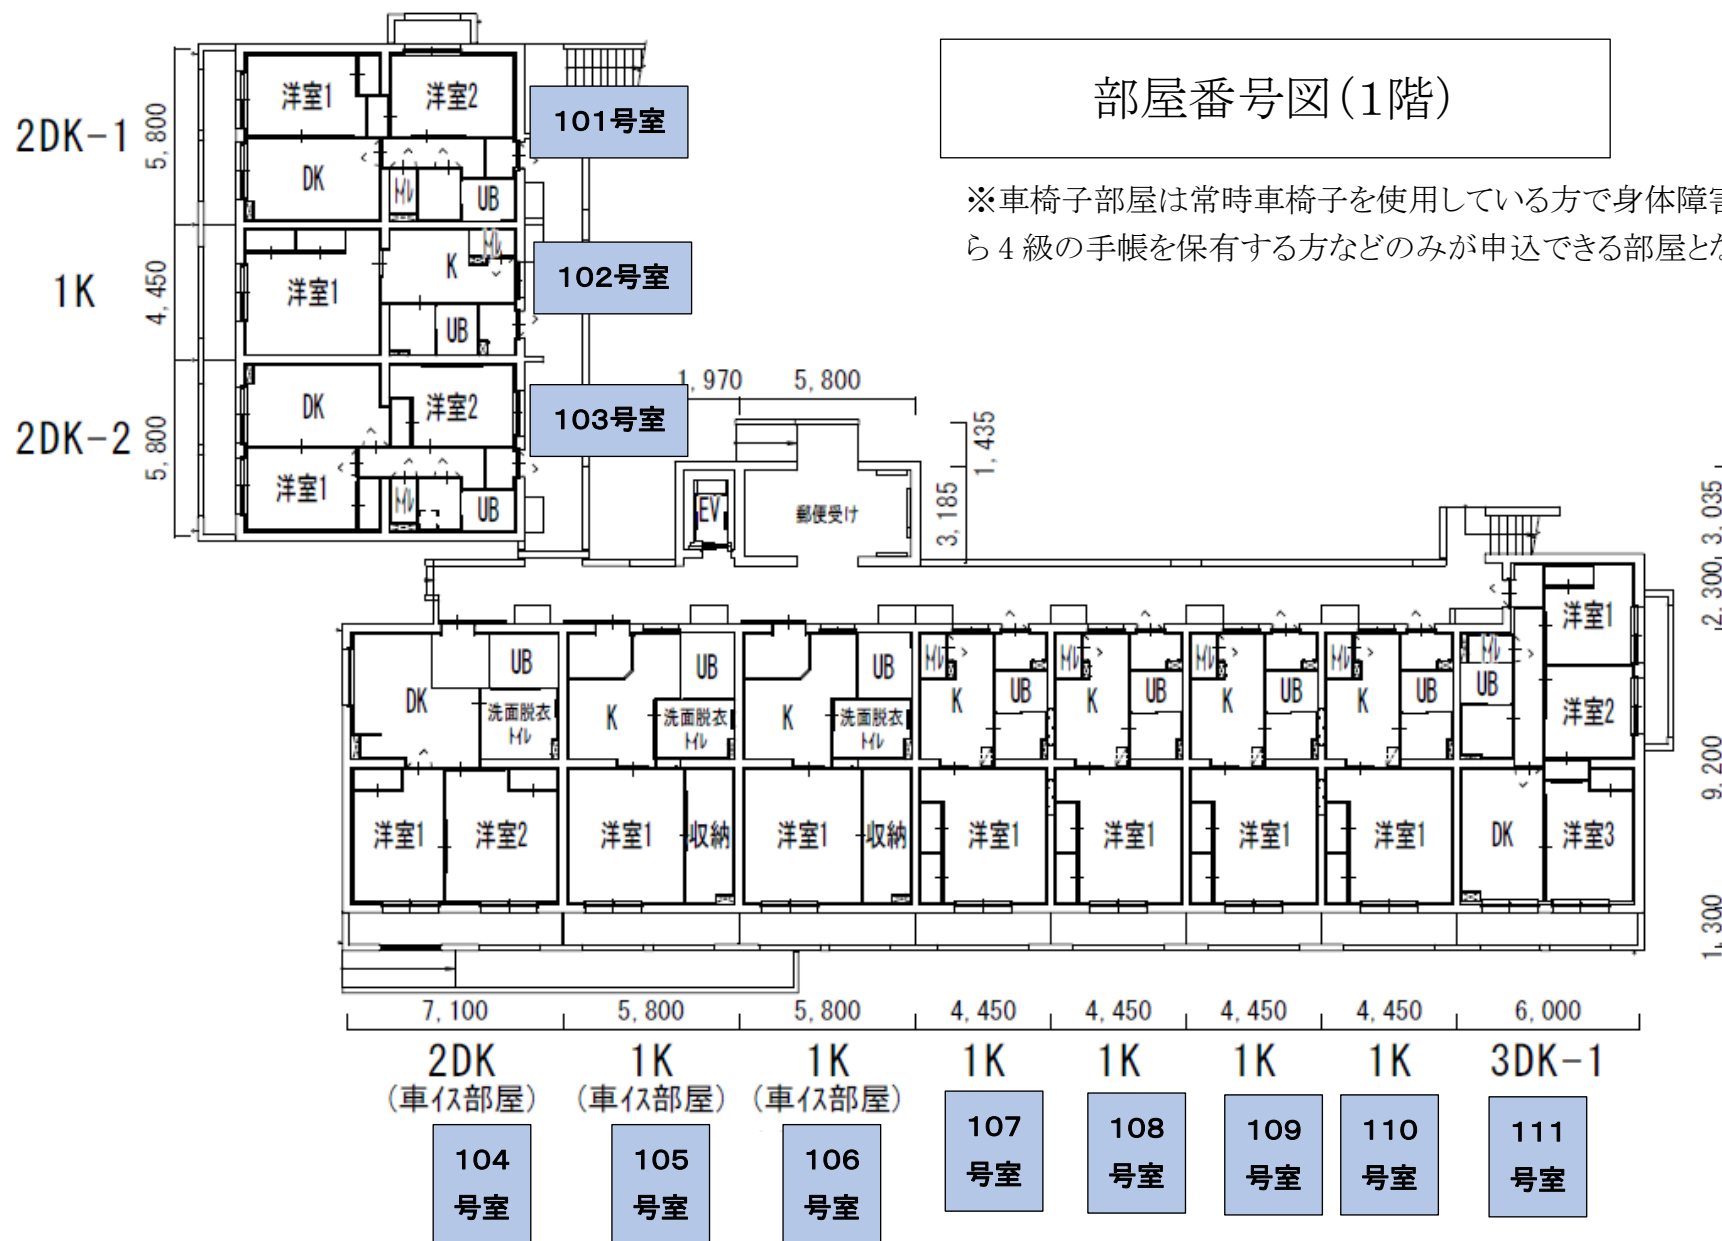 部屋番号図(1階)
※車椅子部屋は常時車椅子を使用している方で身体障害
ら4級の手帳を保有する方などのみが申込できる部屋とな
2DK-1
5,800
洋室1
洋室2
DK
トイレ
UB
101号室
1K
4,450
洋室1
K
トイレ
UB
102号室
2DK-2
5,800
DK
洋室2
洋室1
トイレ
UB
103号室
1,970
5,800
1,435
3,185
EV
郵便受け
3,035
2,300
9,200
1,300
DK
UB
洗面脱衣
トイレ
洋室1
洋室2
K
UB
洗面脱衣
トイレ
洋室1
収納
K
UB
洗面脱衣
トイレ
洋室1
収納
トイレ
K
UB
洋室1
トイレ
K
UB
洋室1
トイレ
K
UB
洋室1
トイレ
K
UB
洋室1
トイレ
UB
洋室1
洋室2
DK
洋室3
7,100
5,800
5,800
4,450
4,450
4,450
4,450
6,000
2DK
(車イス部屋)
1K
(車イス部屋)
1K
(車イス部屋)
1K
1K
1K
1K
3DK-1
104
号室
105
号室
106
号室
107
号室
108
号室
109
号室
110
号室
111
号室